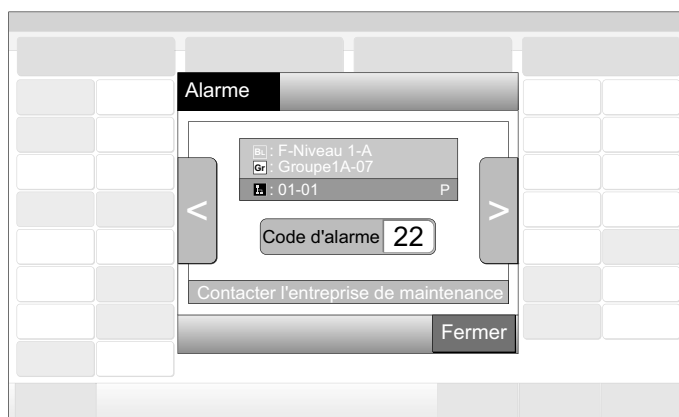 Alarme
BL : F-Niveau 1-A
Gr : Groupe1A-07
: 01-01 P
< >
Code d'alarme 22
Contacter l'entreprise de maintenance
Fermer